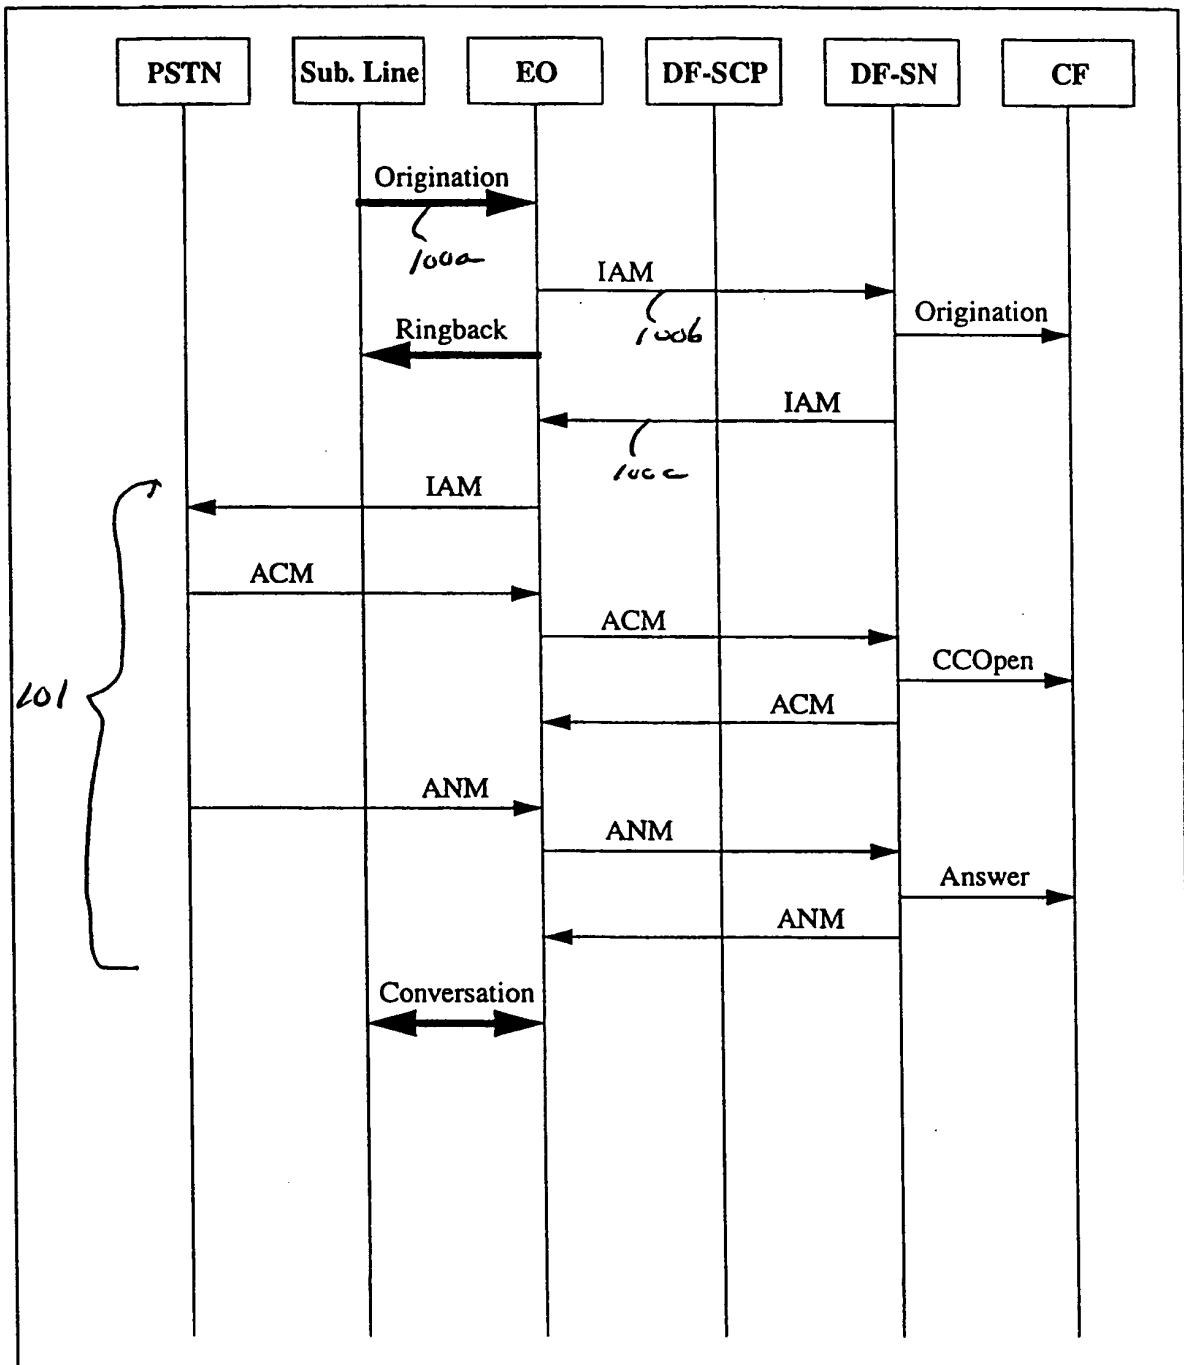 PSTN
Sub. Line
EO
DF-SCP
DF-SN
CF
Origination
100a
IAM
100b
Origination
Ringback
IAM
100c
IAM
ACM
ACM
CCOpen
101
ACM
ANM
ANM
Answer
ANM
Conversation